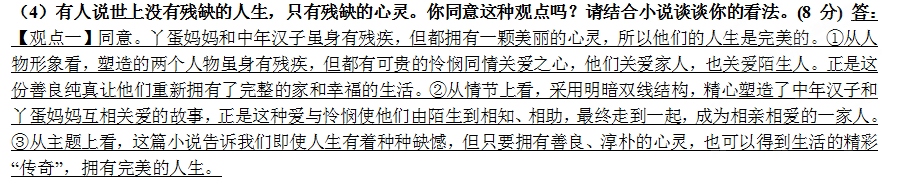 （4）有人说世上没有残缺的人生，只有残缺的心灵。你同意这种观点吗？请结合小说谈谈你的看法。(8 分) 答：
【观点一】同意。丫蛋妈妈和中年汉子虽身有残疾，但都拥有一颗美丽的心灵，所以他们的人生是完美的。①从人
物形象看，塑造的两个人物虽身有残疾，但都有可贵的怜悯同情关爱之心，他们关爱家人，也关爱陌生人。正是这
份善良纯真让他们重新拥有了完整的家和幸福的生活。②从情节上看，采用明暗双线结构，精心塑造了中年汉子和
丫蛋妈妈互相关爱的故事，正是这种爱与怜悯使他们由陌生到相知、相助，最终走到一起，成为相亲相爱的一家人。
③从主题上看，这篇小说告诉我们即使人生有着种种缺憾，但只要拥有善良、淳朴的心灵，也可以得到生活的精彩
“传奇”，拥有完美的人生。